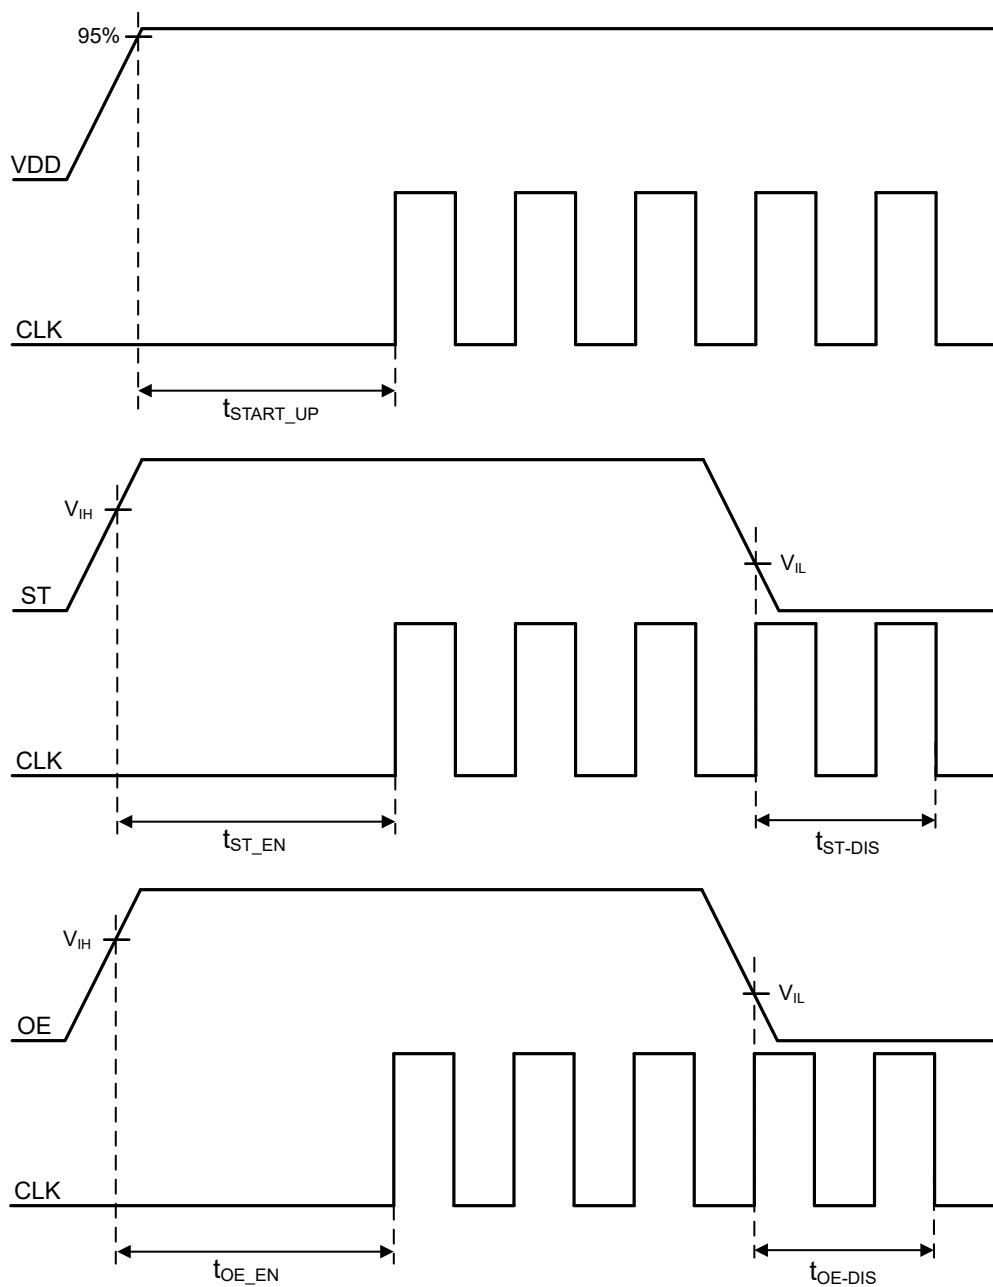 95%
VDD
CLK
tSTART_UP
VIH
VIL
ST
CLK
tST_EN
tST-DIS
VIH
VIL
OE
CLK
tOE_EN
tOE-DIS